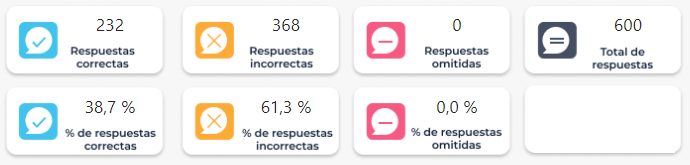 232
Respuestas
correctas
368
Respuestas
incorrectas
0
Respuestas
omitidas
600
Total de
respuestas
38,7 %
% de respuestas
correctas
61,3 %
% de respuestas
incorrectas
0,0 %
% de respuestas
omitidas